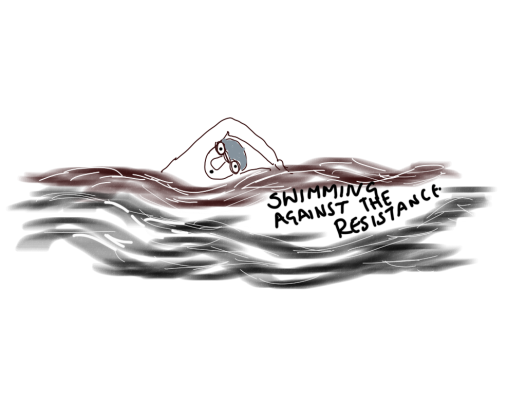 SWIMMING
AGAINST THE
RESISTANCE.